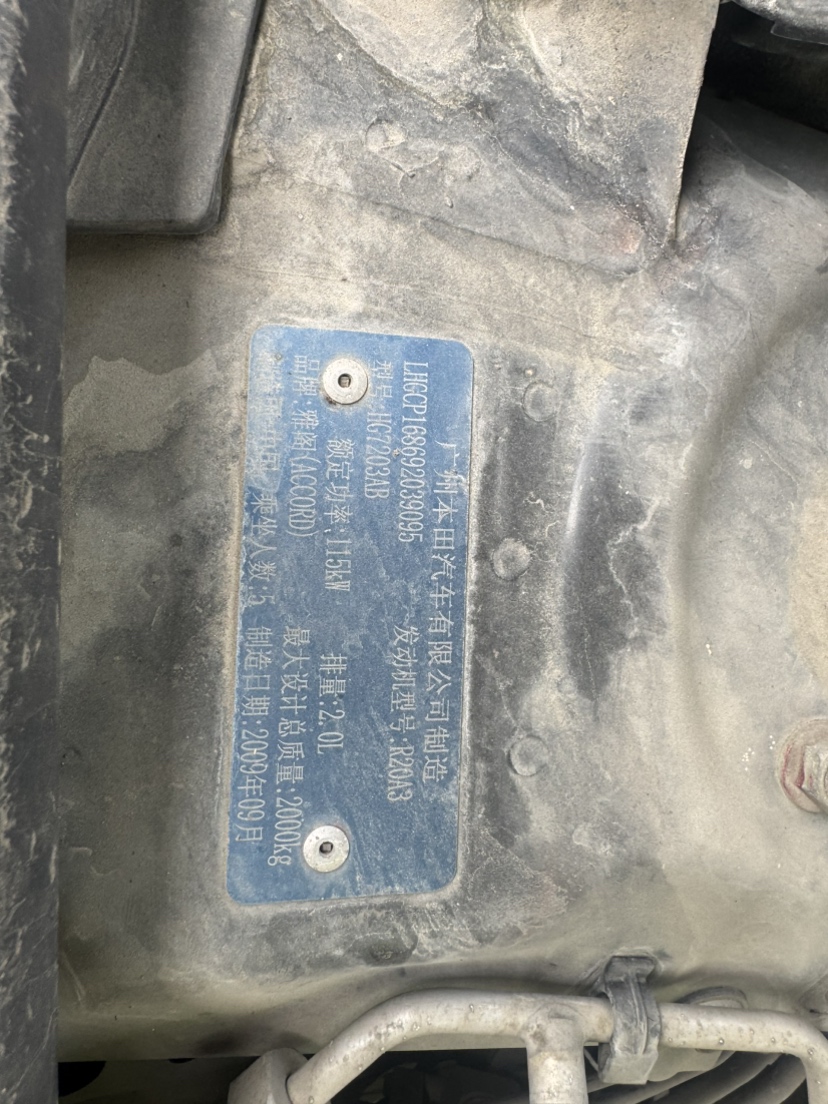 广州本田汽车有限公司制造
LHGCP168692039095 发动机型号:R20A3
型号:HG7203AB 排量:2.0L
额定功率:115kW 最大设计总质量:2000kg
品牌:雅阁(ACCORD)
乘坐人数:5 制造日期:2009年09月